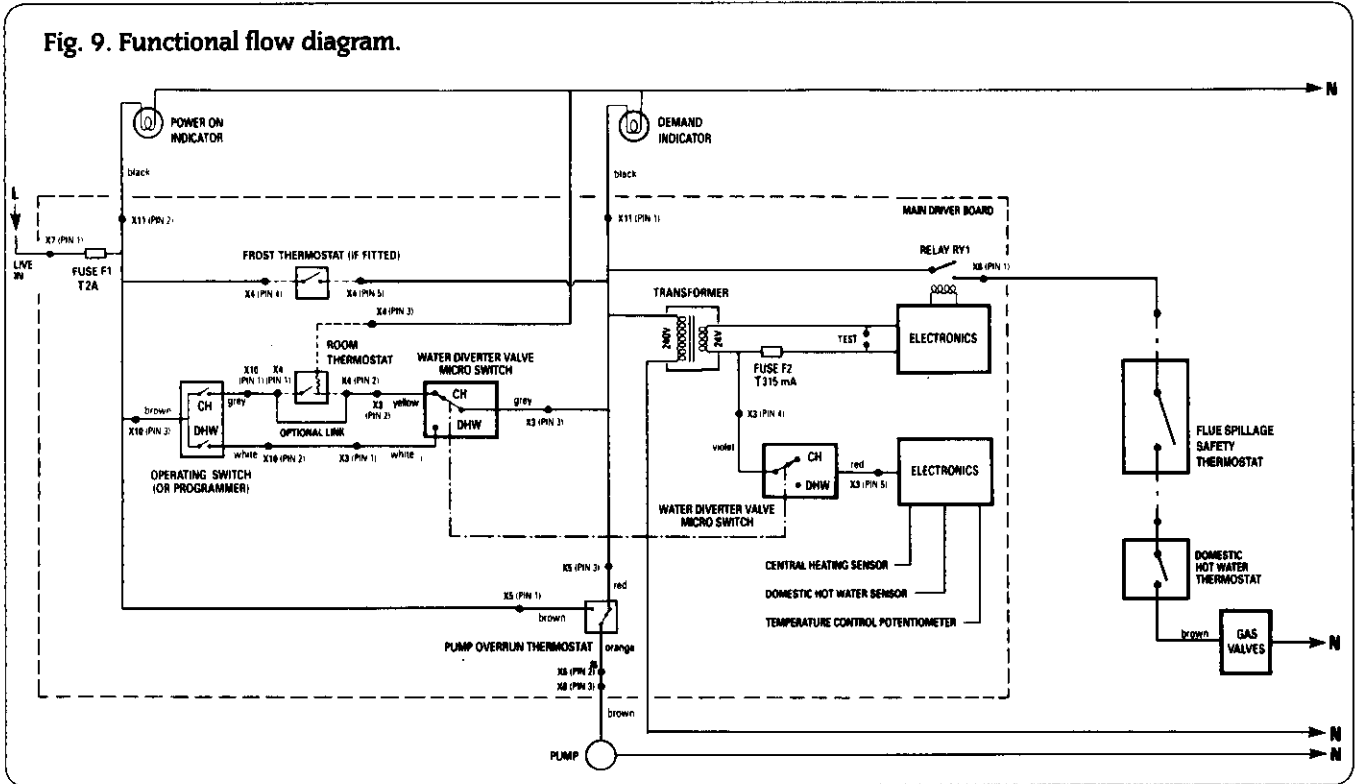 Fig. 9. Functional flow diagram.
N
POWER ON
INDICATOR
DEMAND
INDICATOR
black
black
L
LIVE
IN
X7 (PIN 1)
FUSE F1
T2A
X11 (PIN 2)
X11 (PIN 1)
MAIN DRIVER BOARD
FROST THERMOSTAT (IF FITTED)
X4 (PIN 4)
X4 (PIN 5)
RELAY RY1
X6 (PIN 1)
X4 (PIN 3)
TRANSFORMER
240V
24V
TEST
ELECTRONICS
FUSE F2
T315 mA
ROOM
THERMOSTAT
WATER DIVERTER VALVE
MICRO SWITCH
X10
(PIN 1)
X4
(PIN 1)
X4 (PIN 2)
grey
X3
(PIN 2)
yellow
CH
DHW
grey
X3 (PIN 3)
brown
X10 (PIN 3)
CH
DHW
OPTIONAL LINK
white
X10 (PIN 2)
X3 (PIN 1)
white
OPERATING SWITCH
(OR PROGRAMMER)
X3 (PIN 4)
violet
CH
DHW
red
X3 (PIN 5)
ELECTRONICS
WATER DIVERTER VALVE
MICRO SWITCH
FLUE SPILLAGE
SAFETY
THERMOSTAT
CENTRAL HEATING SENSOR
DOMESTIC HOT WATER SENSOR
TEMPERATURE CONTROL POTENTIOMETER
DOMESTIC
HOT WATER
THERMOSTAT
X5 (PIN 3)
red
X5 (PIN 1)
brown
PUMP OVERRUN THERMOSTAT
orange
(PIN 2)
(PIN 3)
brown
PUMP
brown
GAS
VALVES
N
N
N